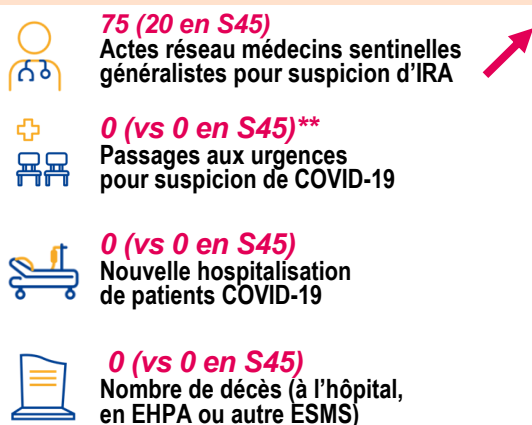 75 (20 en S45)
Actes réseau médecins sentinelles
généralistes pour suspicion d'IRA
0 (vs 0 en S45)**
Passages aux urgences
pour suspicion de COVID-19
0 (vs 0 en S45)
Nouvelle hospitalisation
de patients COVID-19
0 (vs 0 en S45)
Nombre de décès (à l'hôpital,
en EHPA ou autre ESMS)